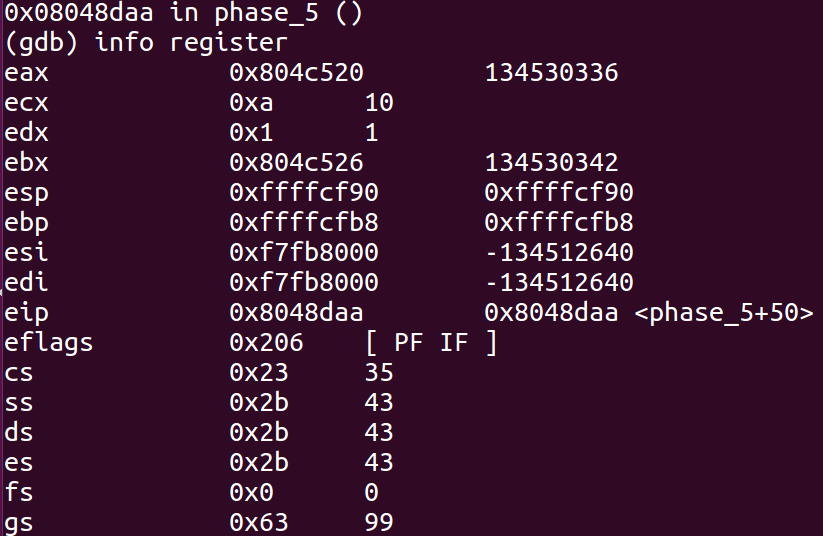 0x08048daa in phase_5 ()
(gdb) info register
eax 0x804c520 134530336
ecx 0xa 10
edx 0x1 1
ebx 0x804c526 134530342
esp 0xffffcf90 0xffffcf90
ebp 0xffffcfb8 0xffffcfb8
esi 0xf7fb8000 -134512640
edi 0xf7fb8000 -134512640
eip 0x8048daa 0x8048daa <phase_5+50>
eflags 0x206 [ PF IF ]
cs 0x23 35
ss 0x2b 43
ds 0x2b 43
es 0x2b 43
fs 0x0 0
gs 0x63 99